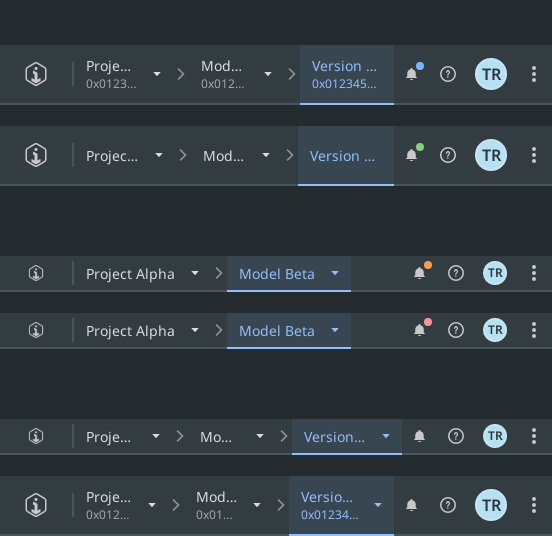 Proje... Mod... Version ...
0x0123... 0x012... 0x012345... TR
Projec... Mod... Version ... TR
Project Alpha Model Beta TR
Project Alpha Model Beta TR
Proje... Mo... Version... TR
Proje... Mod... Versio...
0x012... 0x01... 0x01234... TR